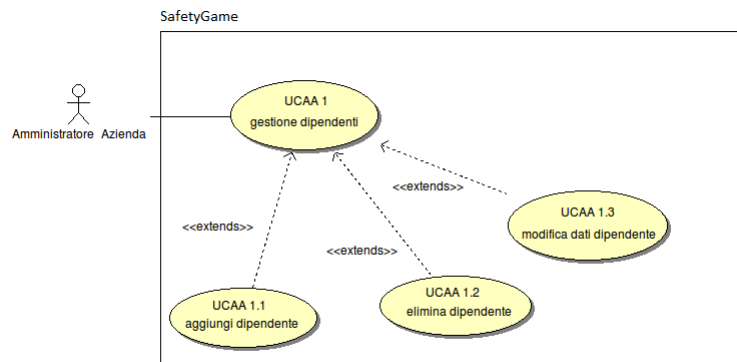 SafetyGame
UCAA 1
gestione dipendenti
Amministratore Azienda
<<extends>>
UCAA 1.3
modifica dati dipendente
<<extends>>
<<extends>>
UCAA 1.1
aggiungi dipendente
UCAA 1.2
elimina dipendente